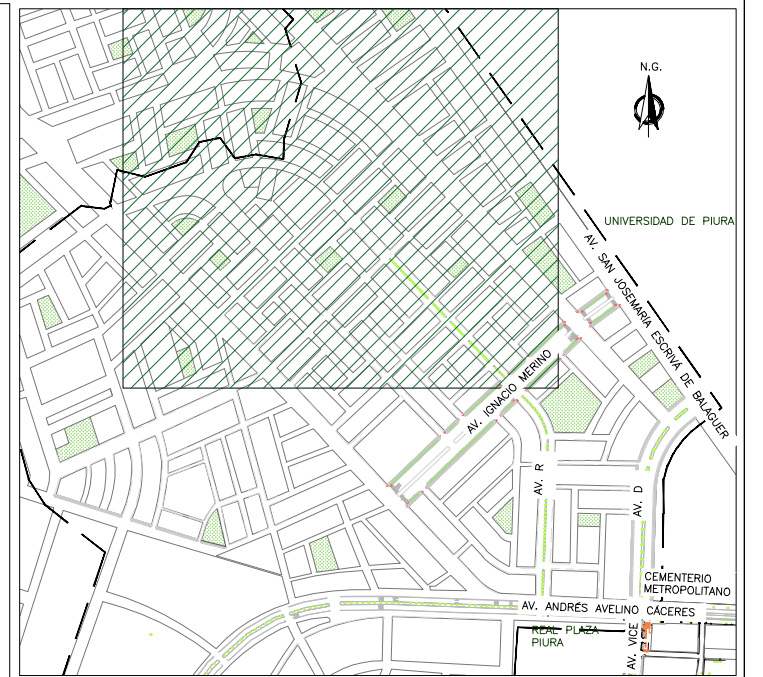 N.G.
UNIVERSIDAD DE PIURA
AV. SAN JOSEMARÍA ESCRIVÁ DE BALAGUER
AV. IGNACIO MERINO
AV. R
AV. D
CEMENTERIO
METROPOLITANO
AV. ANDRÉS AVELINO CÁCERES
REAL PLAZA
PIURA
AV. VICE